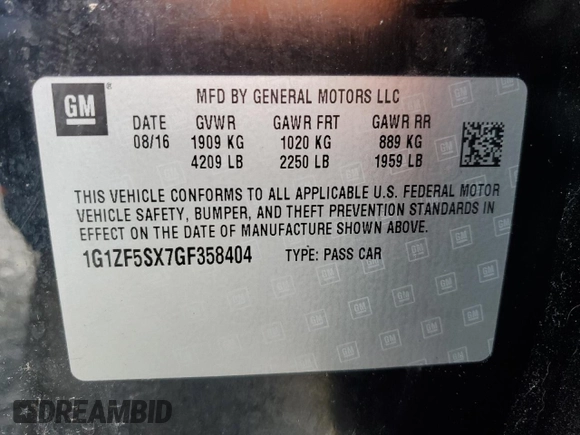 GM
MFD BY GENERAL MOTORS LLC
DATE GVWR GAWR FRT GAWR RR
08/16 1909 KG 1020 KG 889 KG
4209 LB 2250 LB 1959 LB
THIS VEHICLE CONFORMS TO ALL APPLICABLE U.S. FEDERAL MOTOR
VEHICLE SAFETY, BUMPER, AND THEFT PREVENTION STANDARDS IN
EFFECT ON THE DATE OF MANUFACTURE SHOWN ABOVE.
1G1ZF5SX7GF358404 TYPE: PASS CAR
DREAMBID